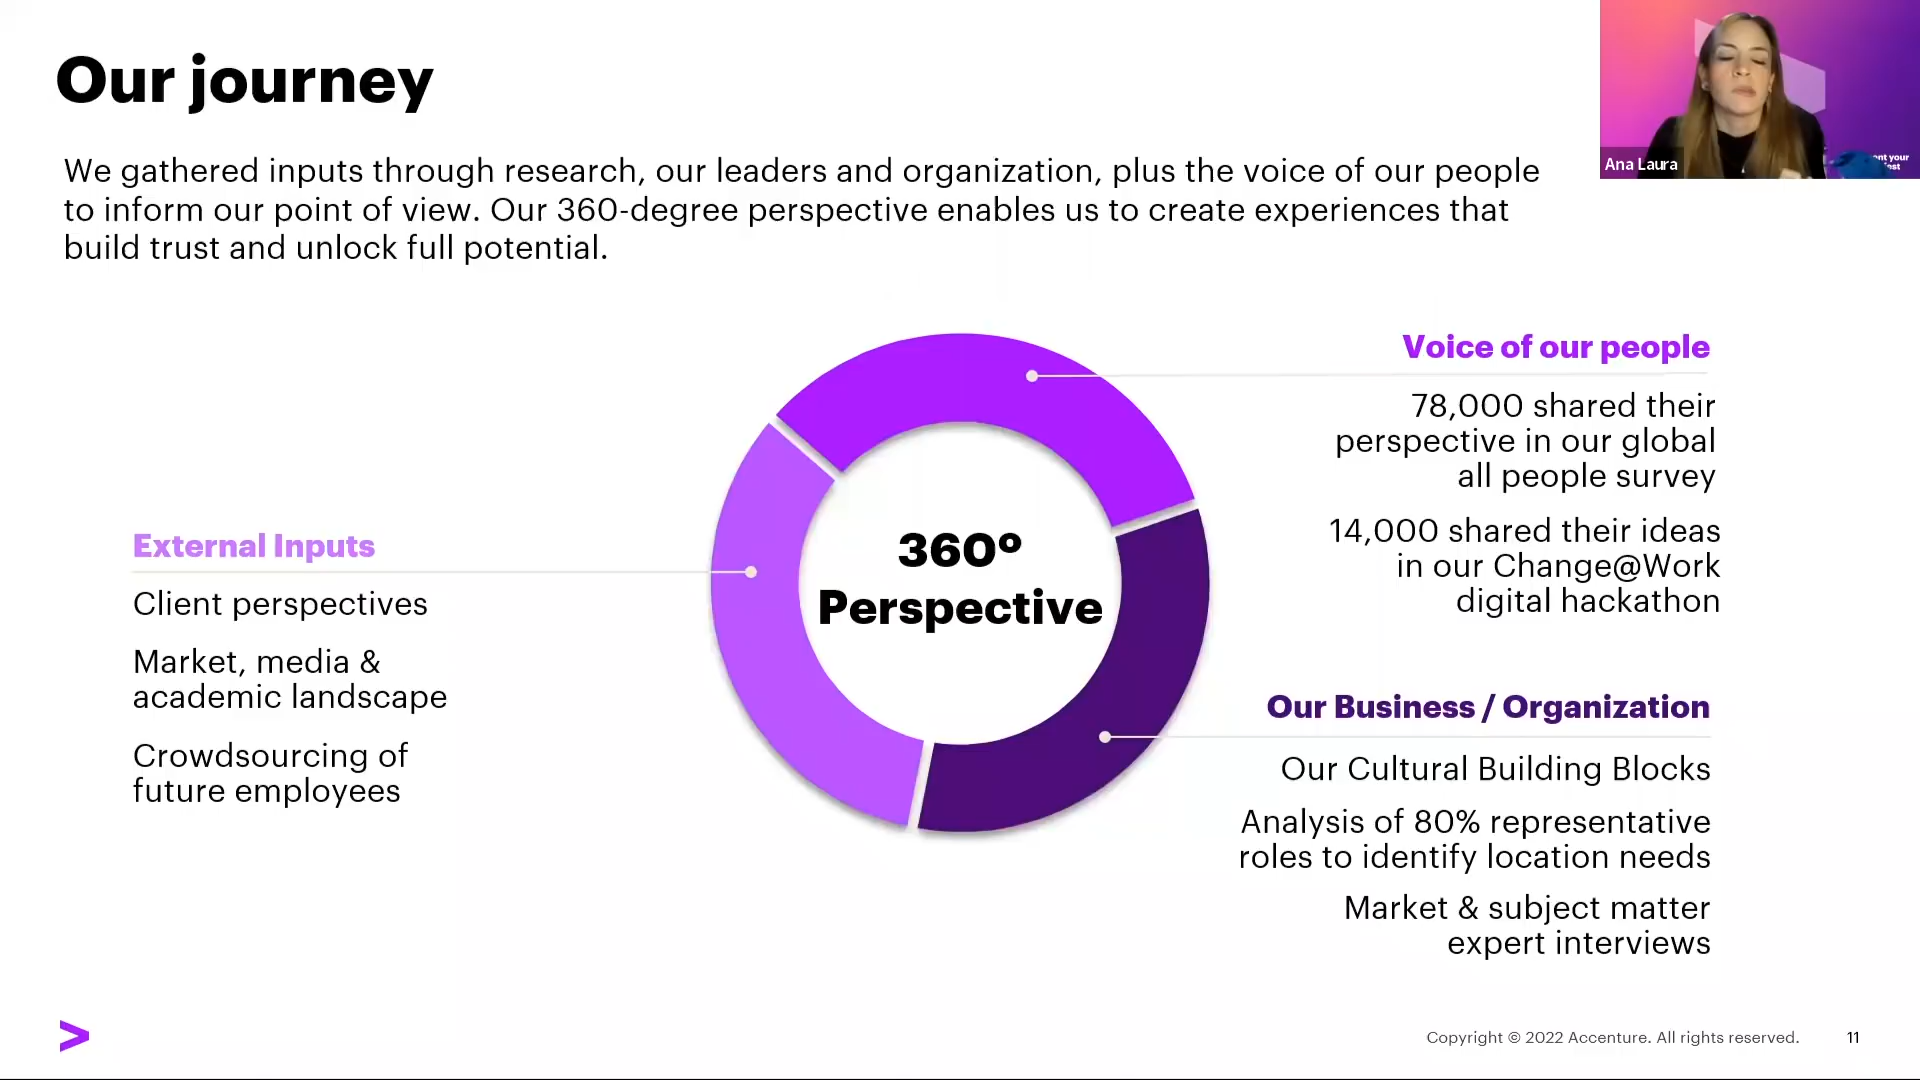 Our journey
We gathered inputs through research, our leaders and organization, plus the voice of our people
to inform our point of view. Our 360-degree perspective enables us to create experiences that
build trust and unlock full potential.
Ana Laura
External Inputs
Client perspectives
Market, media &
academic landscape
Crowdsourcing of
future employees
360º
Perspective
Voice of our people
78,000 shared their
perspective in our global
all people survey
14,000 shared their ideas
in our Change@Work
digital hackathon
Our Business / Organization
Our Cultural Building Blocks
Analysis of 80% representative
roles to identify location needs
Market & subject matter
expert interviews
Copyright © 2022 Accenture. All rights reserved.
11